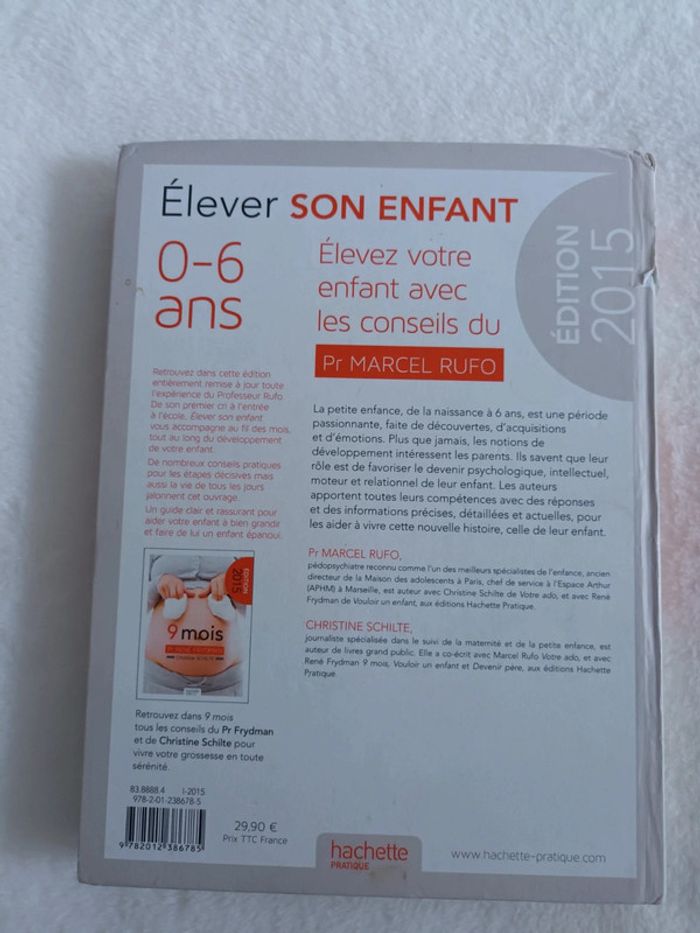 Élever SON ENFANT
0-6
ans
Élevez votre
enfant avec
les conseils du
Pr MARCEL RUFO
ÉDITION
2015
Retrouvez dans cette édition
entièrement remise à jour toute
l'expérience du Professeur Rufo.
De son premier cri à l'entrée
à l'école, Élever son enfant
vous accompagne au fil des mois,
tout au long du développement
de votre enfant.
De nombreux conseils pratiques
pour les étapes décisives mais
aussi la vie de tous les jours
jalonnent cet ouvrage.
Un guide clair et rassurant pour
aider votre enfant à bien grandir
et faire de lui un enfant épanoui.
La petite enfance, de la naissance à 6 ans, est une période
passionnante, faite de découvertes, d'acquisitions
et d'émotions. Plus que jamais, les notions de
développement intéressent les parents. Ils savent que leur
rôle est de favoriser le devenir psychologique, intellectuel,
moteur et relationnel de leur enfant. Les auteurs
apportent toutes leurs compétences avec des réponses
et des informations précises, détaillées et actuelles, pour
les aider à vivre cette nouvelle histoire, celle de leur enfant.
Pr MARCEL RUFO,
pédopsychiatre reconnu comme l'un des meilleurs spécialistes de l'enfance, ancien
directeur de la Maison des adolescents à Paris, chef de service à l'Espace Arthur
(APHM) à Marseille, est auteur avec Christine Schilte de Votre ado, et avec René
Frydman de Vouloir un enfant, aux éditions Hachette Pratique.
CHRISTINE SCHILTE,
journaliste spécialisée dans le suivi de la maternité et de la petite enfance, est
auteur de livres grand public. Elle a co-écrit avec Marcel Rufo Votre ado, et avec
René Frydman 9 mois, Vouloir un enfant et Devenir père, aux éditions Hachette
Pratique.
ÉDITION
2015
9 mois
Pr RENÉ FRYDMAN
CHRISTINE SCHILTE
Retrouvez dans 9 mois
tous les conseils du Pr Frydman
et de Christine Schilte pour
vivre votre grossesse en toute
sérénité.
83.8888.4 I-2015
978-2-01-238678-5
9 782012 386785
29,90 €
Prix TTC France
hachette
PRATIQUE
www.hachette-pratique.com